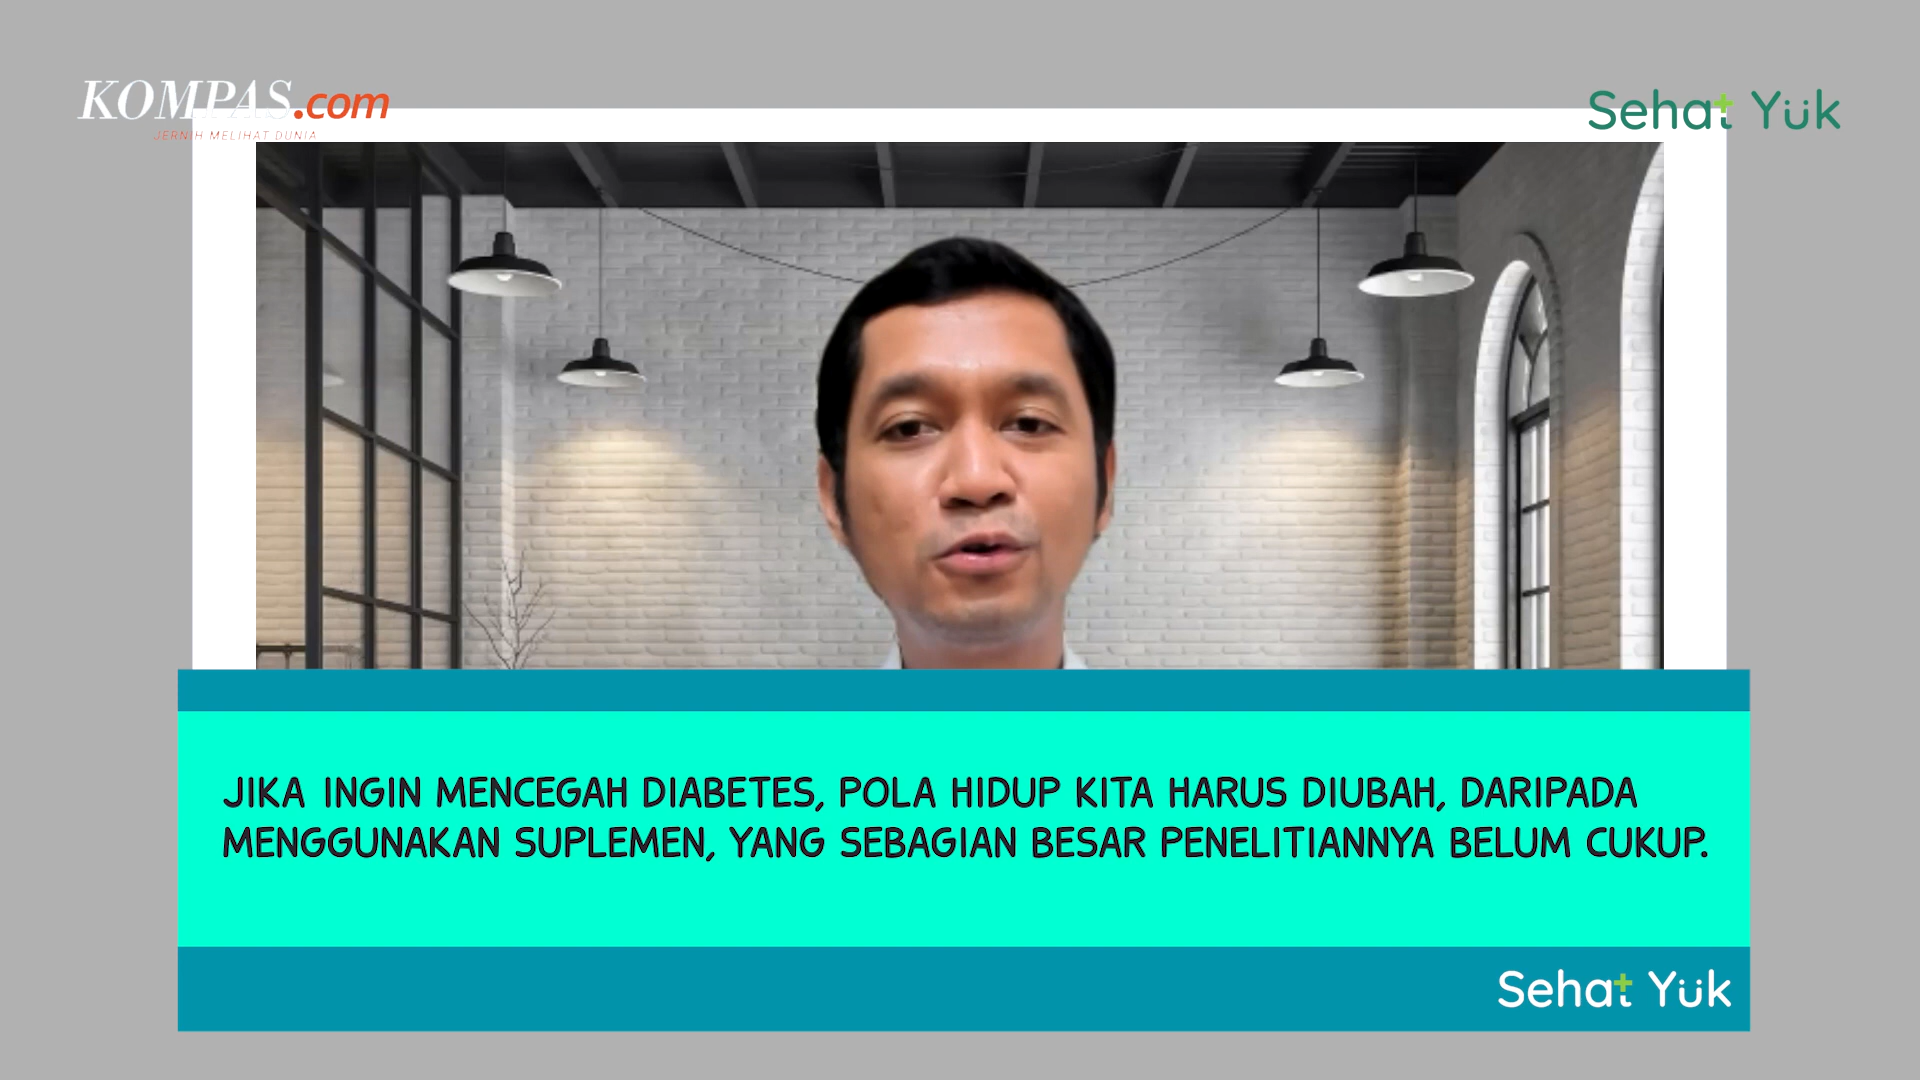 KOMPAS.com
JERNIH MELIHAT DUNIA
Sehat Yuk
JIKA INGIN MENCEGAH DIABETES, POLA HIDUP KITA HARUS DIUBAH, DARIPADA
MENGGUNAKAN SUPLEMEN, YANG SEBAGIAN BESAR PENELITIANNYA BELUM CUKUP.
Sehat Yuk